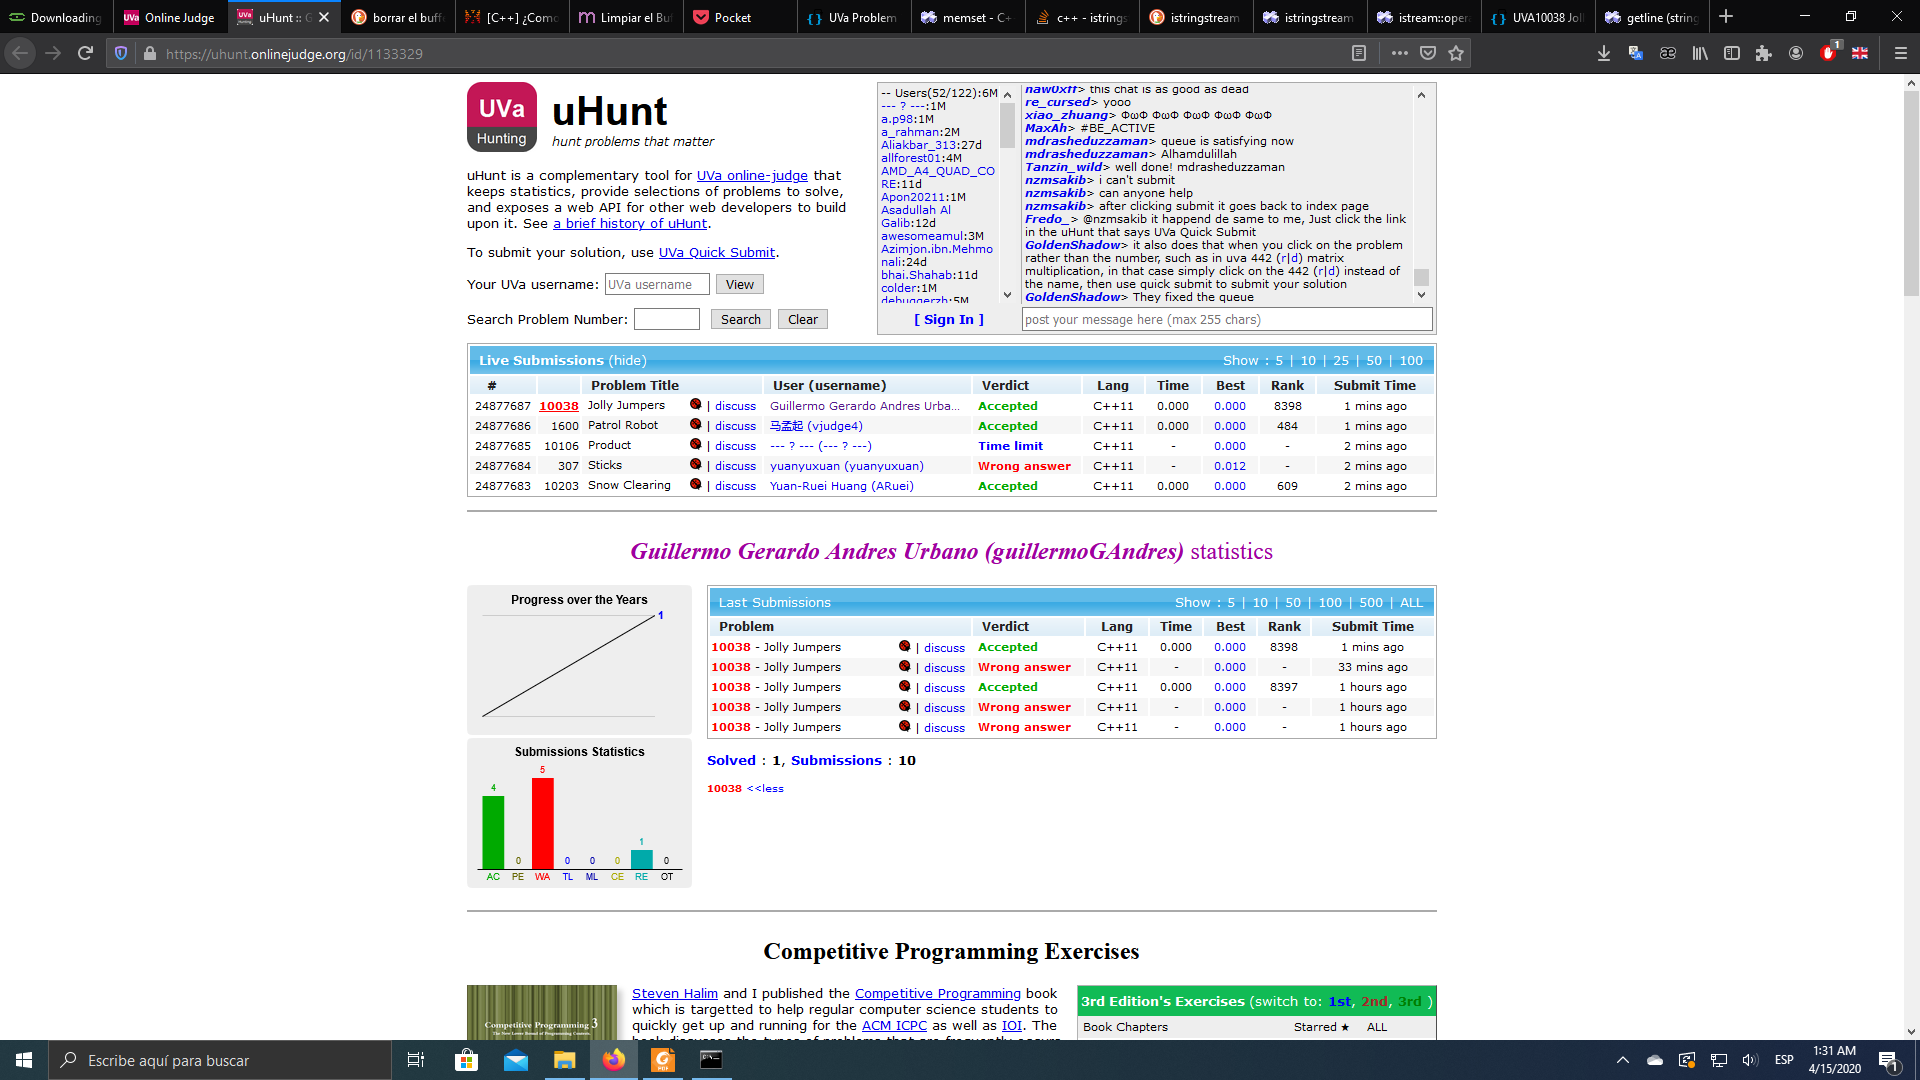 Downloading
Online Judge
uHunt :: G
borrar el buffe
[C++] ¿Como
Limpiar el Buf
Pocket
UVa Problem
memset - C+
c++ - istrings
istringstream
istringstream
istream::oper
UVA10038 Joll
getline (string
https://uhunt.onlinejudge.org/id/1133329
UVa
Hunting
uHunt
hunt problems that matter
uHunt is a complementary tool for UVa online-judge that
keeps statistics, provide selections of problems to solve,
and exposes a web API for other web developers to build
upon it. See a brief history of uHunt.
To submit your solution, use UVa Quick Submit.
Your UVa username: UVa username View
Search Problem Number: Search Clear
-- Users(52/122):6M
--- ? ---:1M
a.p98:1M
a_rahman:2M
Aliakbar_313:27d
allforest01:4M
AMD_A4_QUAD_CO
RE:11d
Apon20211:1M
Asadullah Al
Galib:12d
awesomeamul:3M
Azimjon.ibn.Mehmo
nali:24d
bhai.Shahab:11d
colder:1M
debuggerzh:5M
[ Sign In ]
naw0xff> this chat is as good as dead
re_cursed> yooo
xiao_zhuang> ΦωΦ ΦωΦ ΦωΦ ΦωΦ ΦωΦ
MaxAh> #BE_ACTIVE
mdrasheduzzaman> queue is satisfying now
mdrasheduzzaman> Alhamdulillah
Tanzin_wild> well done! mdrasheduzzaman
nzmsakib> i can't submit
nzmsakib> can anyone help
nzmsakib> after clicking submit it goes back to index page
Fredo_> @nzmsakib it happend de same to me, Just click the link
in the uHunt that says UVa Quick Submit
GoldenShadow> it also does that when you click on the problem
rather than the number, such as in uva 442 (r|d) matrix
multiplication, in that case simply click on the 442 (r|d) instead of
the name, then use quick submit to submit your solution
GoldenShadow> They fixed the queue
post your message here (max 255 chars)
Live Submissions (hide) Show : 5 | 10 | 25 | 50 | 100
# Problem Title User (username) Verdict Lang Time Best Rank Submit Time
24877687 10038 Jolly Jumpers | discuss Guillermo Gerardo Andres Urba... Accepted C++11 0.000 0.000 8398 1 mins ago
24877686 1600 Patrol Robot | discuss 马孟起 (vjudge4) Accepted C++11 0.000 0.000 484 1 mins ago
24877685 10106 Product | discuss --- ? --- (--- ? ---) Time limit C++11 - 0.000 - 2 mins ago
24877684 307 Sticks | discuss yuanyuxuan (yuanyuxuan) Wrong answer C++11 - 0.012 - 2 mins ago
24877683 10203 Snow Clearing | discuss Yuan-Ruei Huang (ARuei) Accepted C++11 0.000 0.000 609 2 mins ago
Guillermo Gerardo Andres Urbano (guillermoGAndres) statistics
Progress over the Years
1
Submissions Statistics
4 0 5 0 0 0 1 0
AC PE WA TL ML CE RE OT
Last Submissions Show : 5 | 10 | 50 | 100 | 500 | ALL
Problem Verdict Lang Time Best Rank Submit Time
10038 - Jolly Jumpers | discuss Accepted C++11 0.000 0.000 8398 1 mins ago
10038 - Jolly Jumpers | discuss Wrong answer C++11 - 0.000 - 33 mins ago
10038 - Jolly Jumpers | discuss Accepted C++11 0.000 0.000 8397 1 hours ago
10038 - Jolly Jumpers | discuss Wrong answer C++11 - 0.000 - 1 hours ago
10038 - Jolly Jumpers | discuss Wrong answer C++11 - 0.000 - 1 hours ago
Solved : 1, Submissions : 10
10038 <<less
Competitive Programming Exercises
Competitive Programming 3
Steven Halim and I published the Competitive Programming book
which is targetted to help regular computer science students to
quickly get up and running for the ACM ICPC as well as IOI. The
book discusses the types of problems that are frequently occurs
3rd Edition's Exercises (switch to: 1st, 2nd, 3rd )
Book Chapters Starred ★ ALL
Escribe aquí para buscar
ESP
1:31 AM
4/15/2020
1